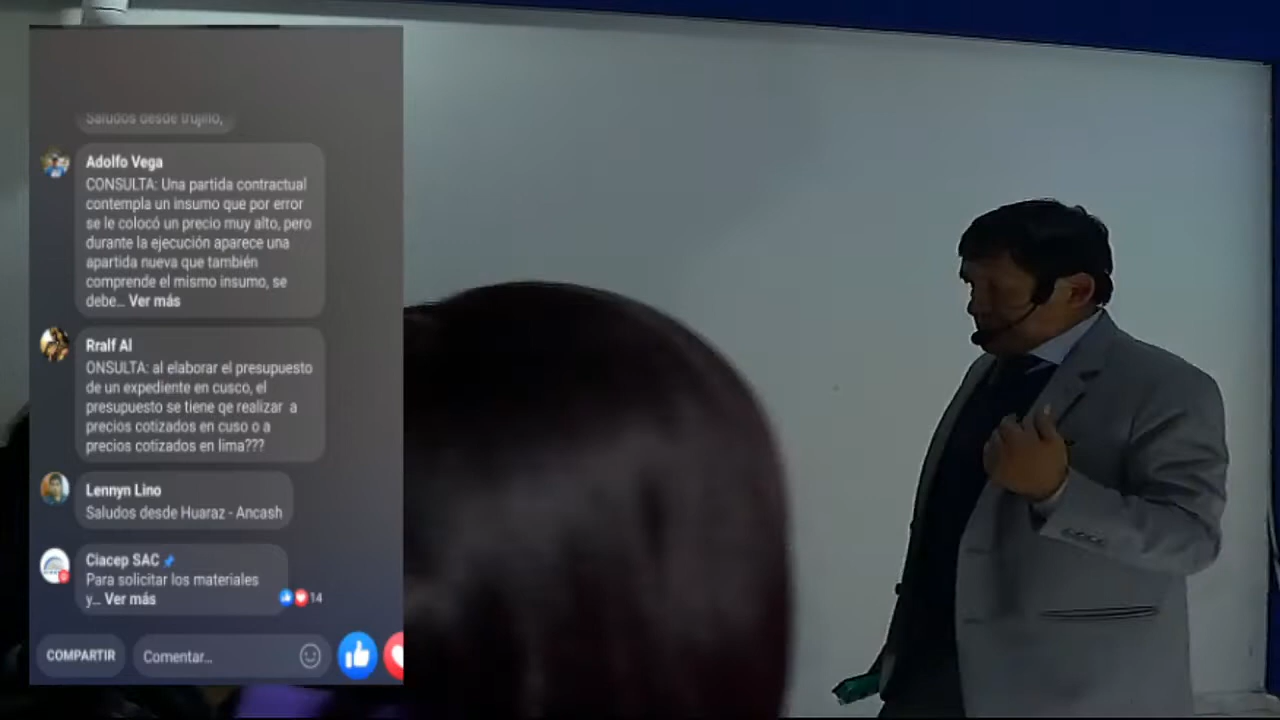 Saludos desde trujillo,
Adolfo Vega
CONSULTA: Una partida contractual
contempla un insumo que por error
se le colocó un precio muy alto, pero
durante la ejecución aparece una
apartida nueva que también
comprende el mismo insumo, se
debe... Ver más
Rralf Al
ONSULTA: al elaborar el presupuesto
de un expediente en cusco, el
presupuesto se tiene qe realizar a
precios cotizados en cuso o a
precios cotizados en lima???
Lennyn Lino
Saludos desde Huaraz - Ancash
Ciacep SAC
Para solicitar los materiales
y... Ver más
14
COMPARTIR
Comentar...